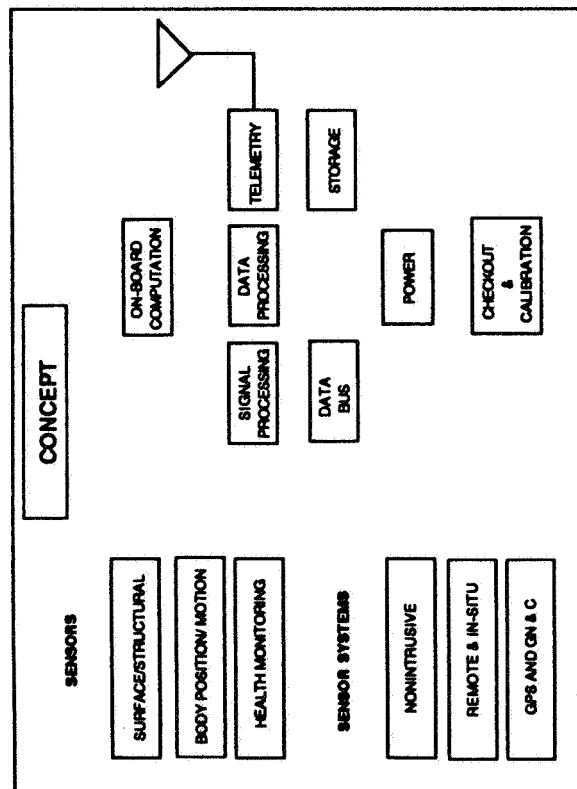 CONCEPT
SENSORS
SURFACE/STRUCTURAL
BODY POSITION/ MOTION
HEALTH MONITORING
SENSOR SYSTEMS
NONINTRUSIVE
REMOTE & IN-SITU
GPS AND GN & C
ON-BOARD
COMPUTATION
SIGNAL
PROCESSING
DATA
PROCESSING
TELEMETRY
DATA
BUS
STORAGE
POWER
CHECKOUT
&
CALIBRATION